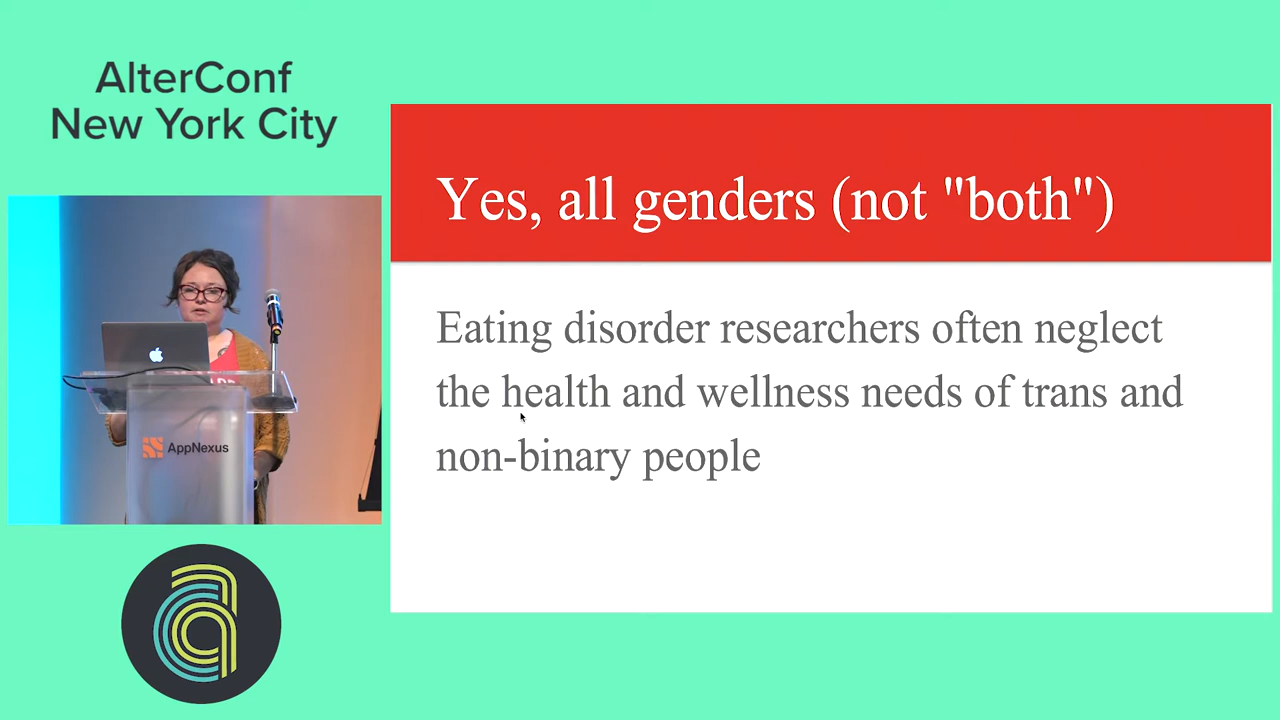 AlterConf
New York City
Yes, all genders (not "both")
Eating disorder researchers often neglect
the health and wellness needs of trans and
non-binary people
AppNexus